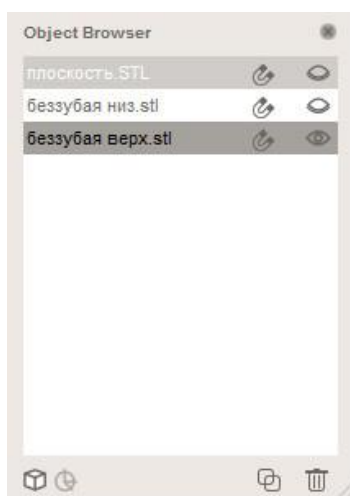 Object Browser
плоскость.STL
беззубая низ.stl
беззубая верх.stl